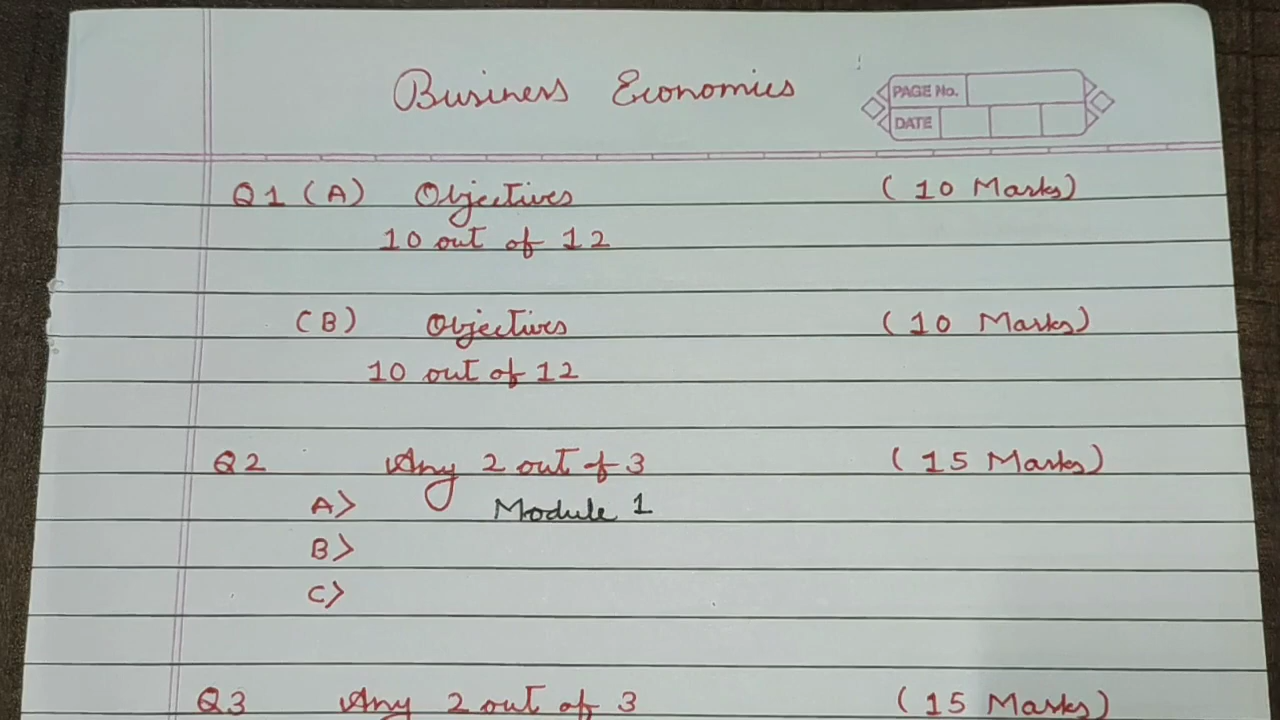 Business Economics
PAGE No.
DATE
Q1 (A) Objectives (10 Marks)
10 out of 12
(B) Objectives (10 Marks)
10 out of 12
Q2 Any 2 out of 3 (15 Marks)
A> Module 1
B>
C>
Q3 Any 2 out of 3 (15 Marks)